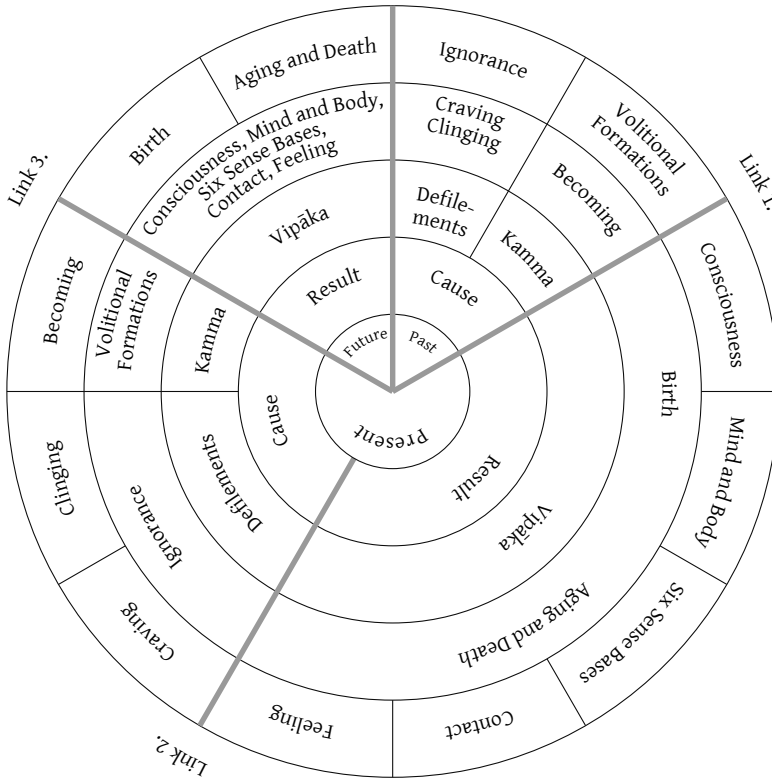 Aging and Death
Ignorance
Volitional
Formations
Link 1.
Consciousness
Mind and Body
Six Sense Bases
Contact
Feeling
Link 2.
Craving
Clinging
Becoming
Link 3.
Birth
Consciousness, Mind and Body,
Six Sense Bases,
Contact, Feeling
Craving
Clinging
Becoming
Birth
Aging and Death
Ignorance
Volitional
Formations
Vipāka
Defile-
ments
Kamma
Vipāka
Defilements
Kamma
Result
Cause
Result
Cause
Future
Past
Present